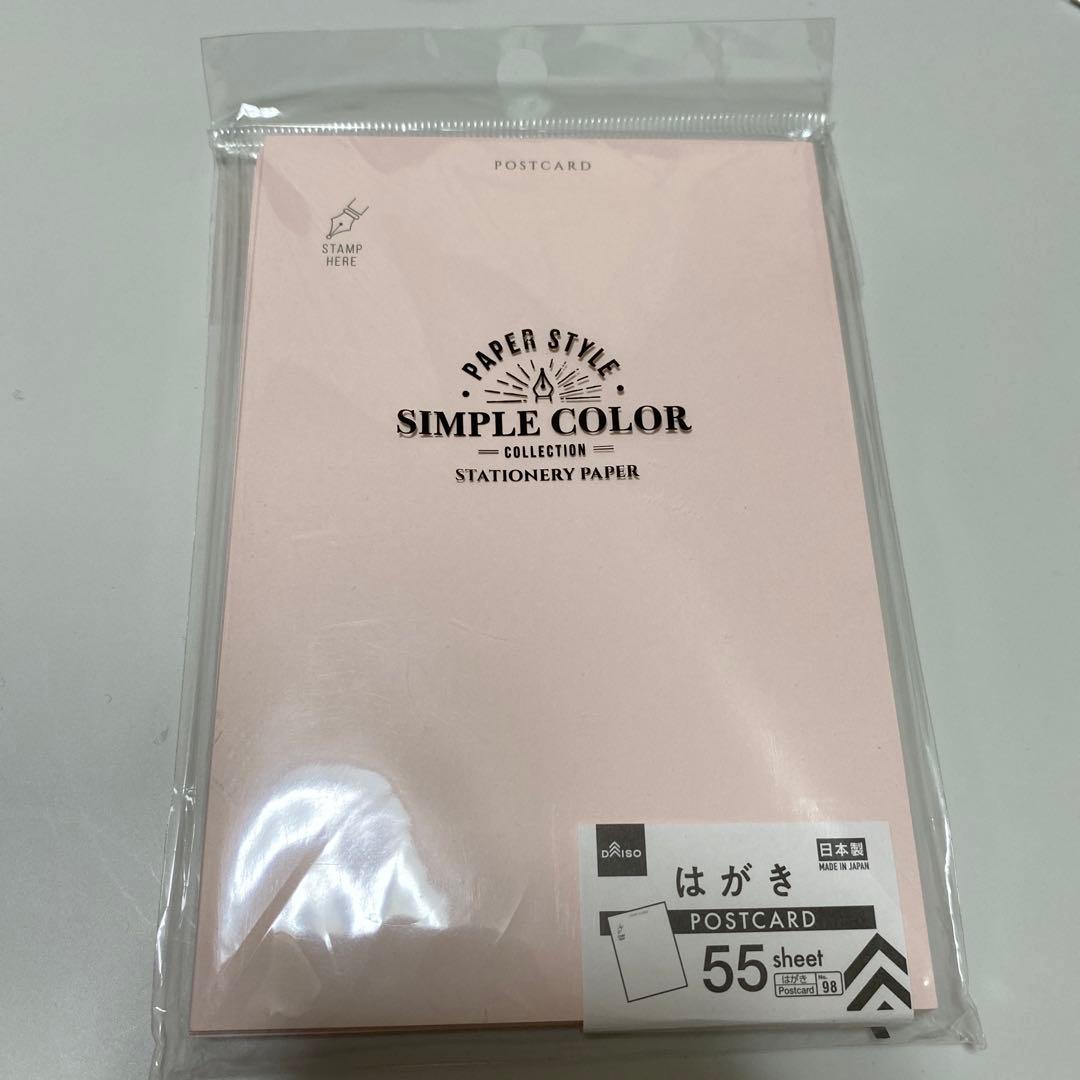 POSTCARD
STAMP
HERE
PAPER STYLE
SIMPLE COLOR
COLLECTION
STATIONERY PAPER
DAISO
日本製
MADE IN JAPAN
はがき
POSTCARD
55 sheet
はがき
Postcard
No.
98